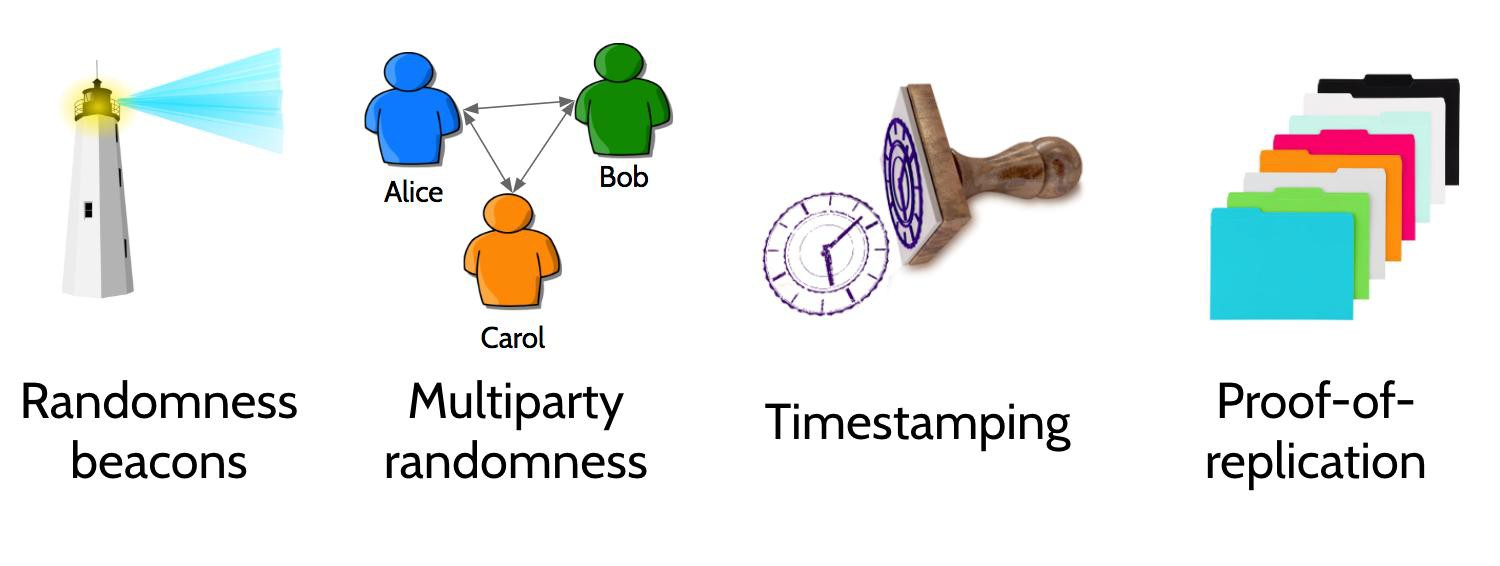 Alice
Bob
Carol
Randomness
beacons
Multiparty
randomness
Timestamping
Proof-of-
replication